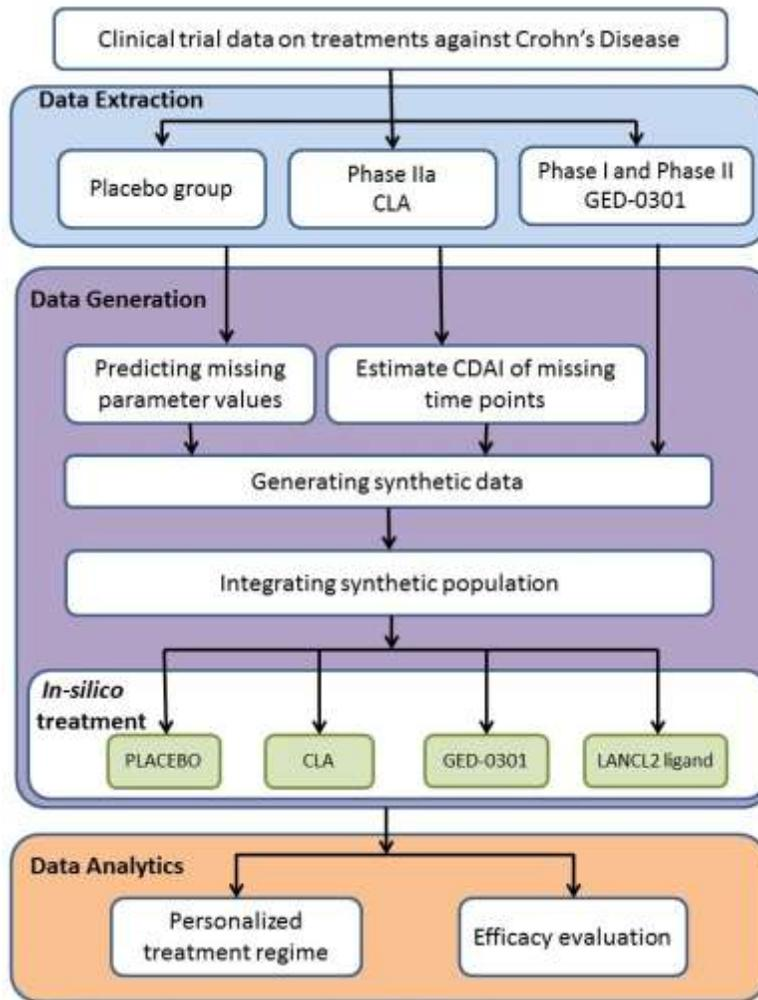 Clinical trial data on treatments against Crohn's Disease
Data Extraction
Placebo group
Phase IIa
CLA
Phase I and Phase II
GED-0301
Data Generation
Predicting missing
parameter values
Estimate CDAI of missing
time points
Generating synthetic data
Integrating synthetic population
In-silico
treatment
PLACEBO
CLA
GED-0301
LANCL2 ligand
Data Analytics
Personalized
treatment regime
Efficacy evaluation